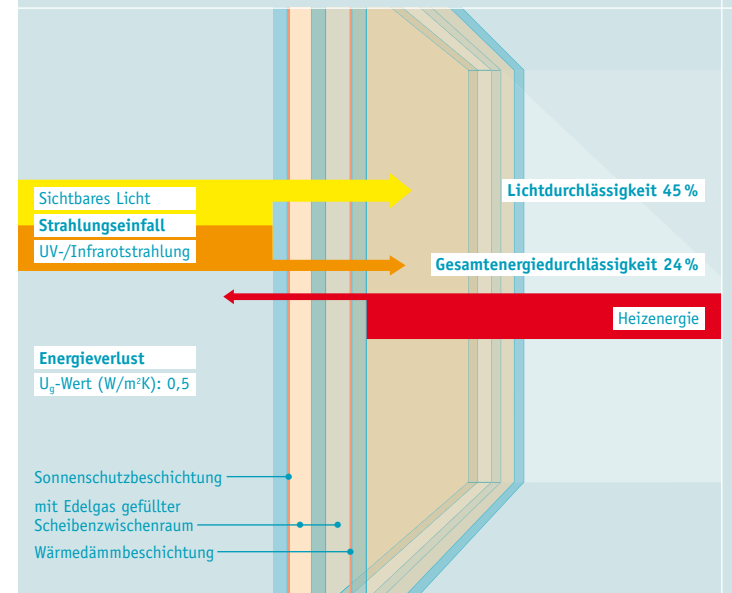 Sichtbares Licht
Strahlungseinfall
UV-/Infrarotstrahlung
Lichtdurchlässigkeit 45 %
Gesamtenergiedurchlässigkeit 24 %
Heizenergie
Energieverlust
Ug-Wert (W/m²K): 0,5
Sonnenschutzbeschichtung
mit Edelgas gefüllter
Scheibenzwischenraum
Wärmedämmbeschichtung